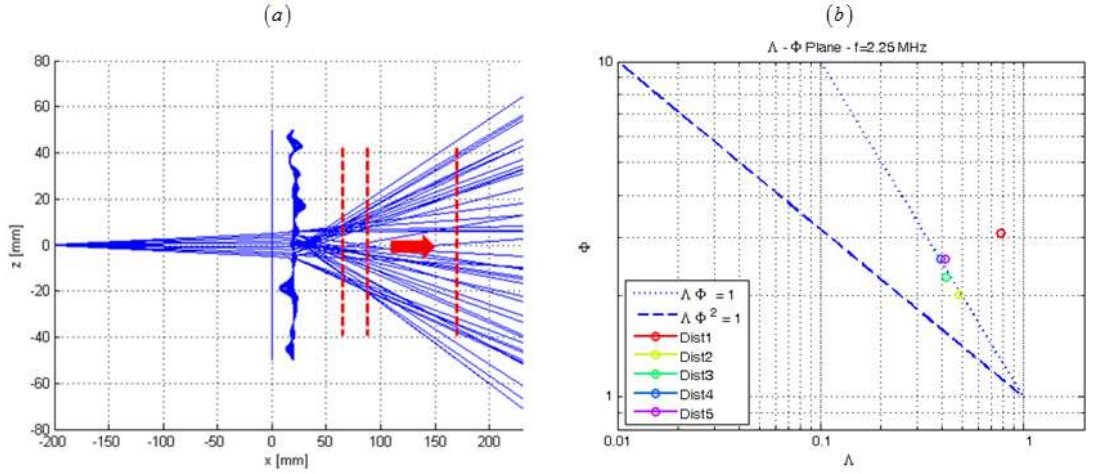 (a)
80
60
40
20
0
-20
-40
-60
-80
z [mm]
-200
-150
-100
-50
0
50
100
150
200
x [mm]
(b)
Λ - Φ Plane - f=2.25 MHz
10
1
Φ
0.01
0.1
1
Λ
Λ Φ = 1
Λ Φ² = 1
Dist1
Dist2
Dist3
Dist4
Dist5